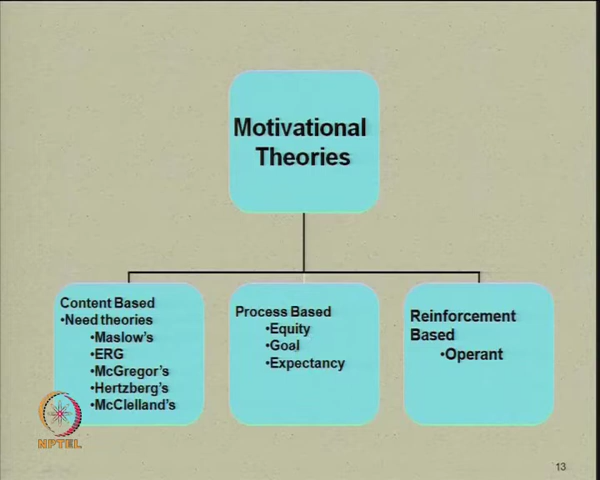 Motivational
Theories
Content Based
•Need theories
•Maslow's
•ERG
•McGregor's
•Hertzberg's
•McClelland's
Process Based
•Equity
•Goal
•Expectancy
Reinforcement
Based
•Operant
NPTEL
13